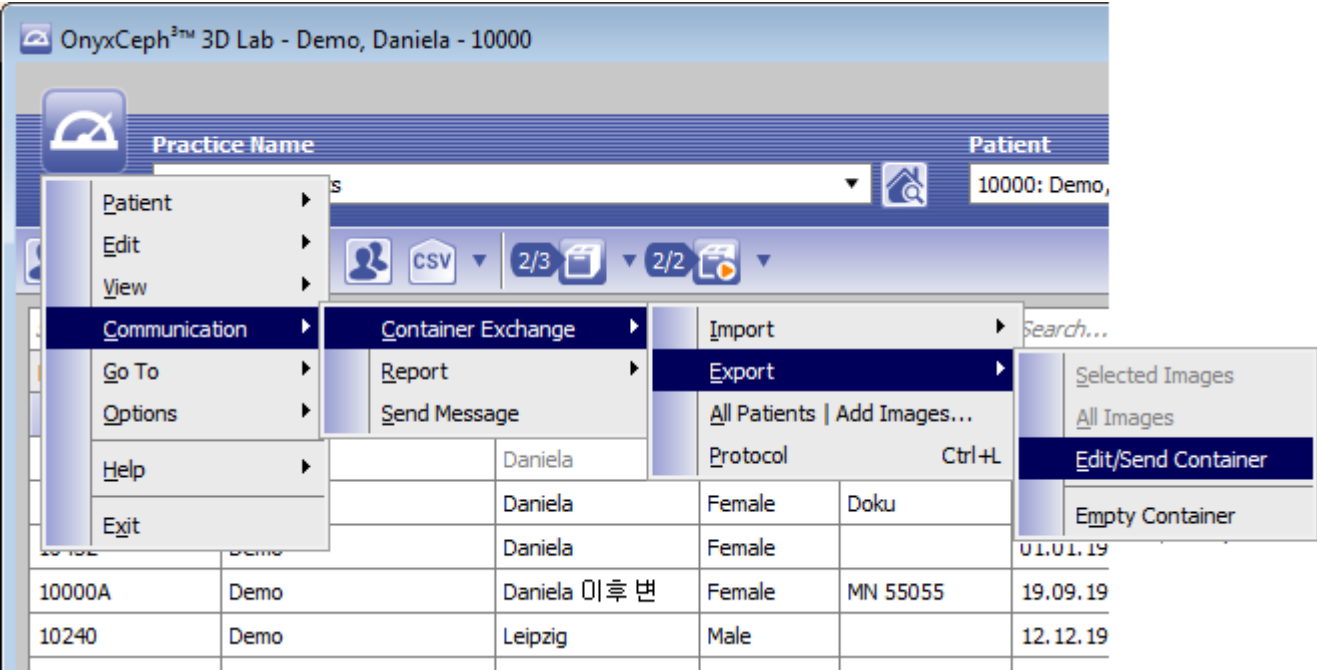 OnyxCeph³™ 3D Lab - Demo, Daniela - 10000
Practice Name
Patient
s
10000: Demo,
CSV
2/3
2/2
Patient
Edit
View
Communication
Go To
Options
Help
Exit
Container Exchange
Report
Send Message
Import
Export
All Patients | Add Images...
Protocol Ctrl+L
Search...
Selected Images
All Images
Edit/Send Container
Empty Container
Daniela
Daniela Female Doku
Demo Daniela Female 01.01.19
10000A Demo Daniela 이후 변 Female MN 55055 19.09.19
10240 Demo Leipzig Male 12.12.19